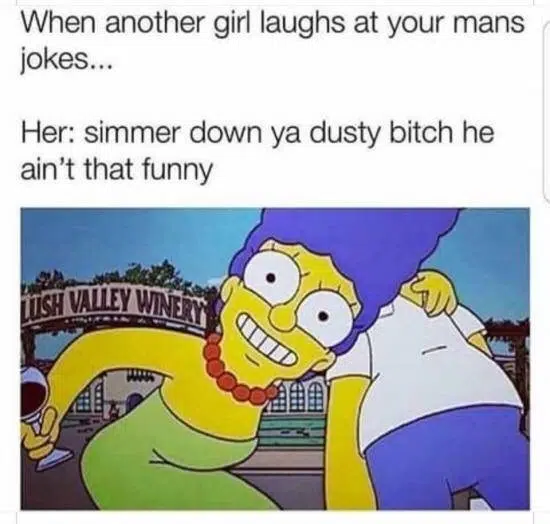 When another girl laughs at your mans
jokes...
Her: simmer down ya dusty bitch he
ain't that funny
LUSH VALLEY WINERY